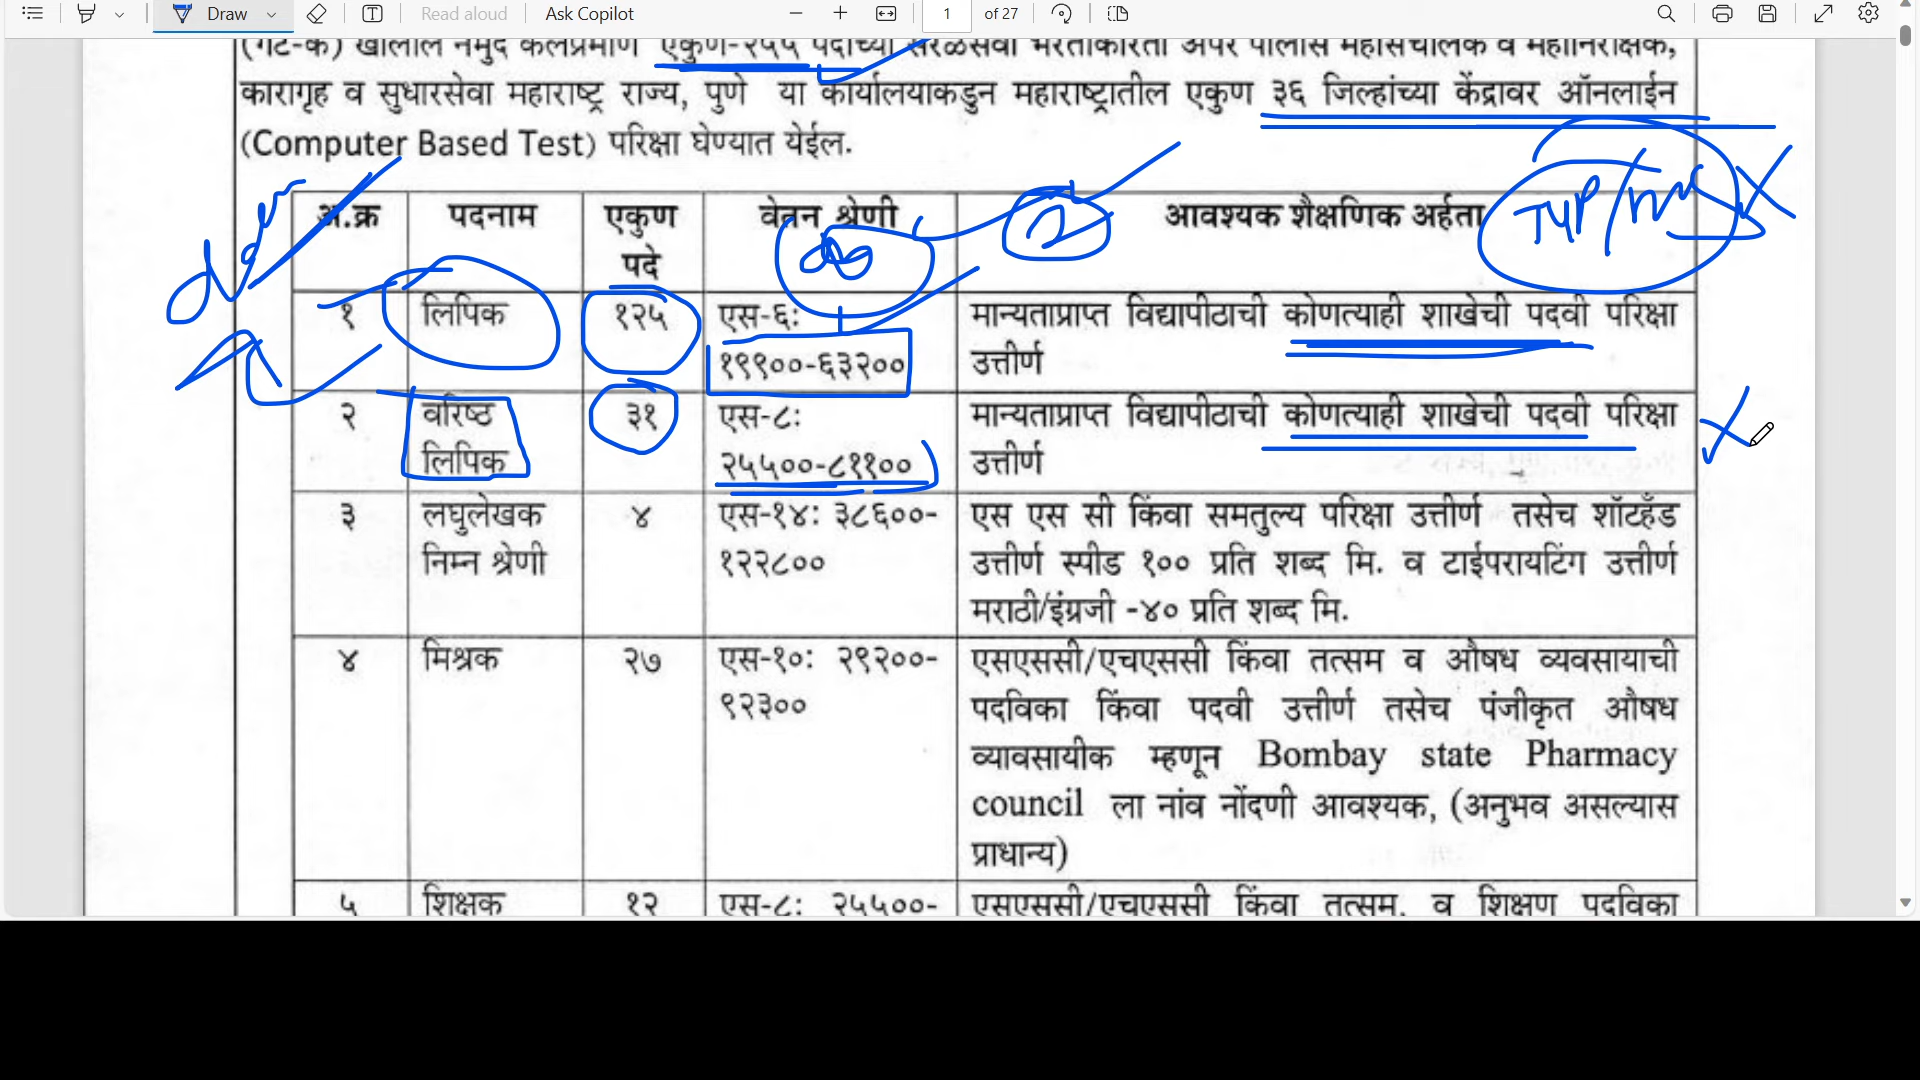 Draw
Read aloud
Ask Copilot
1 of 27
(गट-क) खालील नमुद केलेप्रमाणे एकुण-२५५ पदांच्या सरळसेवा भरतीकरिता अपर पोलीस महासंचालक व महानिरीक्षक,
कारागृह व सुधारसेवा महाराष्ट्र राज्य, पुणे या कार्यालयाकडुन महाराष्ट्रातील एकुण ३६ जिल्हांच्या केंद्रावर ऑनलाईन
(Computer Based Test) परिक्षा घेण्यात येईल.
अ.क्र पदनाम एकुण पदे वेतन श्रेणी आवश्यक शैक्षणिक अर्हता
१ लिपिक १२५ एस-६: मान्यताप्राप्त विद्यापीठाची कोणत्याही शाखेची पदवी परिक्षा
१९९००-६३२०० उत्तीर्ण
२ वरिष्ठ ३१ एस-८: मान्यताप्राप्त विद्यापीठाची कोणत्याही शाखेची पदवी परिक्षा
लिपिक २५५००-८११०० उत्तीर्ण
३ लघुलेखक ४ एस-१४: ३८६००- एस एस सी किंवा समतुल्य परिक्षा उत्तीर्ण तसेच शॉटहँड
निम्न श्रेणी १२२८०० उत्तीर्ण स्पीड १०० प्रति शब्द मि. व टाईपरायटिंग उत्तीर्ण
मराठी/इंग्रजी -४० प्रति शब्द मि.
४ मिश्रक २७ एस-१०: २९२००- एसएससी/एचएससी किंवा तत्सम व औषध व्यवसायाची
९२३०० पदविका किंवा पदवी उत्तीर्ण तसेच पंजीकृत औषध
व्यावसायीक म्हणून Bombay state Pharmacy
council ला नांव नोंदणी आवश्यक, (अनुभव असल्यास
प्राधान्य)
५ शिक्षक १२ एस-८: २५५००- एसएससी/एचएससी किंवा तत्सम, व शिक्षण पदविका